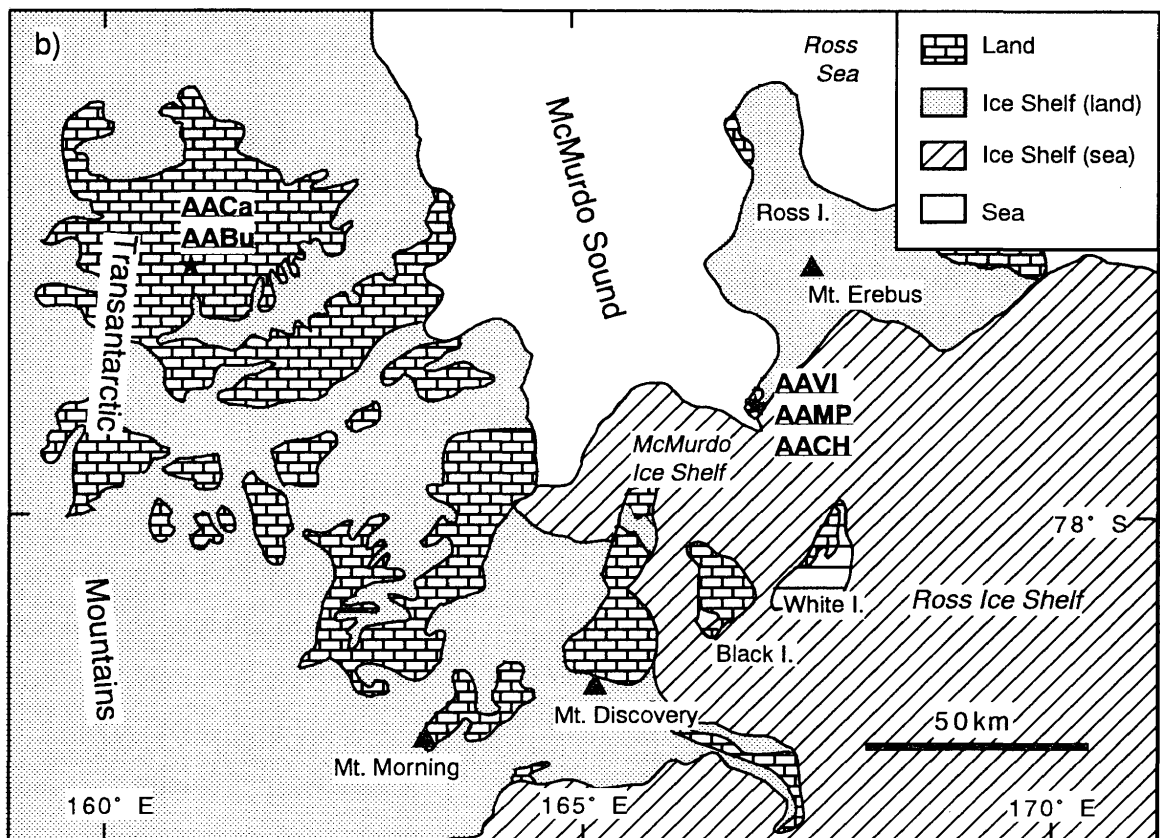 b)
Ross
Sea
Land
Ice Shelf (land)
Ice Shelf (sea)
Sea
McMurdo Sound
AACa
AABu
Ross I.
Mt. Erebus
Transantarctic
AAVI
AAMP
AACH
McMurdo
Ice Shelf
78° S
Mountains
White I.
Ross Ice Shelf
Black I.
Mt. Discovery
50km
Mt. Morning
160° E
165° E
170° E